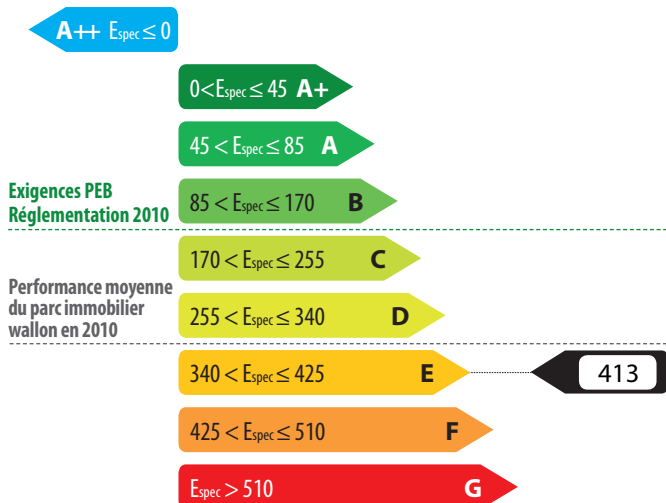 A++ Espec ≤ 0
0<Espec ≤ 45 A+
45 < Espec ≤ 85 A
Exigences PEB
Réglementation 2010
85 < Espec ≤ 170 B
170 < Espec ≤ 255 C
Performance moyenne
du parc immobilier
wallon en 2010
255 < Espec ≤ 340 D
340 < Espec ≤ 425 E
413
425 < Espec ≤ 510 F
Espec > 510 G